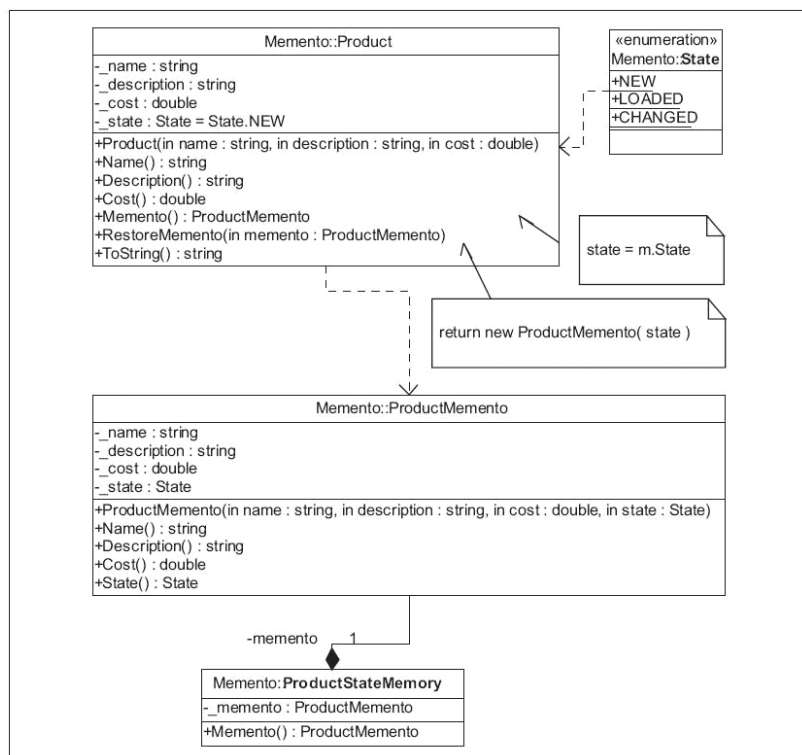 Memento::Product
-_name : string
-_description : string
-_cost : double
-_state : State = State.NEW
+Product(in name : string, in description : string, in cost : double)
+Name() : string
+Description() : string
+Cost() : double
+Memento() : ProductMemento
+RestoreMemento(in memento : ProductMemento)
+ToString() : string
«enumeration»
Memento::State
+NEW
+LOADED
+CHANGED
state = m.State
return new ProductMemento( state )
Memento::ProductMemento
-_name : string
-_description : string
-_cost : double
-_state : State
+ProductMemento(in name : string, in description : string, in cost : double, in state : State)
+Name() : string
+Description() : string
+Cost() : double
+State() : State
-memento 1
Memento:ProductStateMemory
-_memento : ProductMemento
+Memento() : ProductMemento